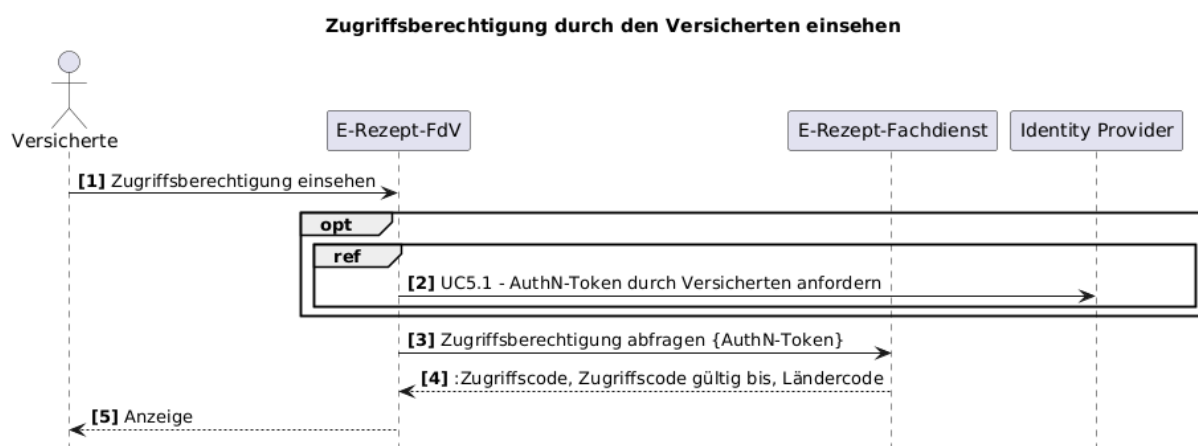 Zugriffsberechtigung durch den Versicherten einsehen
Versicherte
E-Rezept-FdV
E-Rezept-Fachdienst
Identity Provider
[1] Zugriffsberechtigung einsehen
opt
ref
[2] UC5.1 - AuthN-Token durch Versicherten anfordern
[3] Zugriffsberechtigung abfragen {AuthN-Token}
[4] :Zugriffscode, Zugriffscode gültig bis, Ländercode
[5] Anzeige